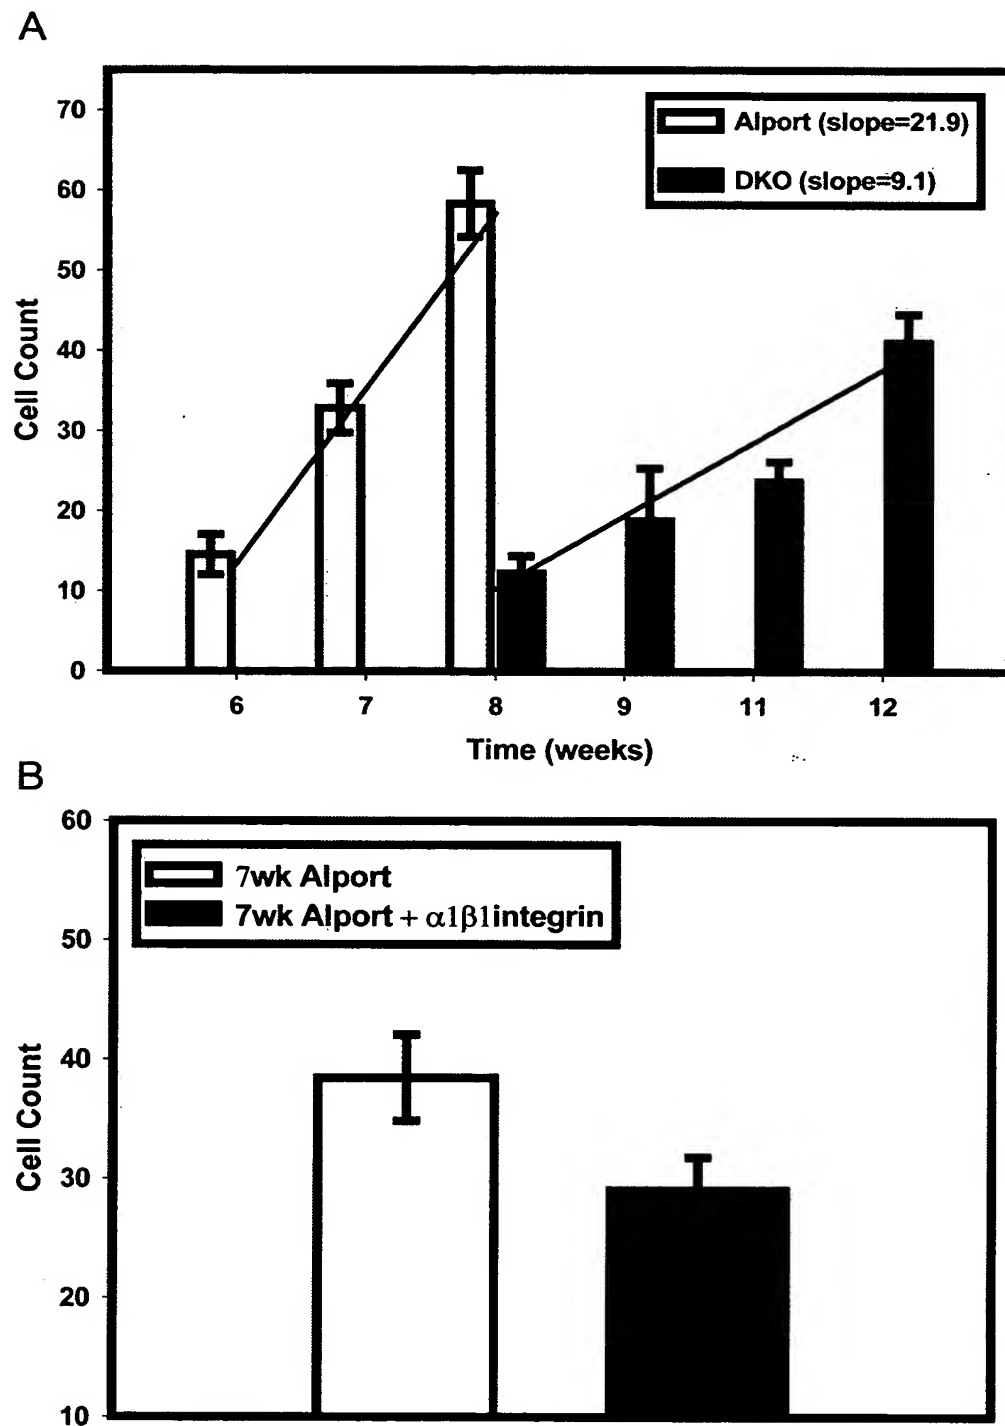 A
70
60
50
40
30
20
10
0
Cell Count
Alport (slope=21.9)
DKO (slope=9.1)
6 7 8 9 11 12
Time (weeks)
B
60
50
40
30
20
10
Cell Count
7wk Alport
7wk Alport + α1β1integrin